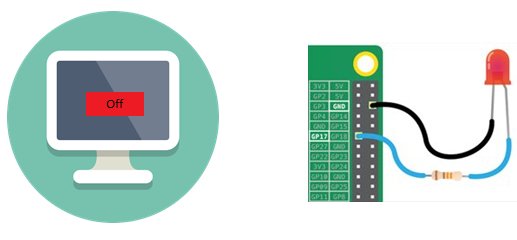 Off
3V3 5V
GP2 5V
GP3 GND
GP4 GP14
GND GP15
GP17 GP18
GP27 GND
GP22 GP23
3V3 GP24
GP10 GND
GP09 GP25
GP11 GP8